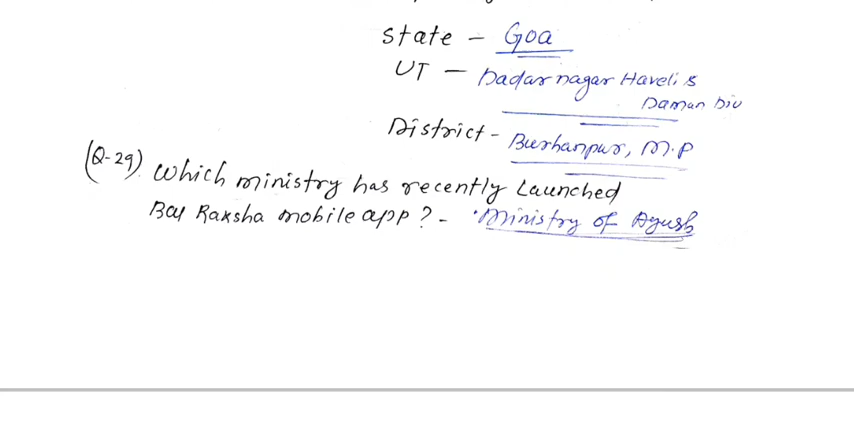 State - Goa
UT - Dadar nagar Haveli &
Daman Diu
District - Burhanpur, M.P
(Q-29) Which ministry has recently Launched
Bal Raksha mobile app? - Ministry of Ayush